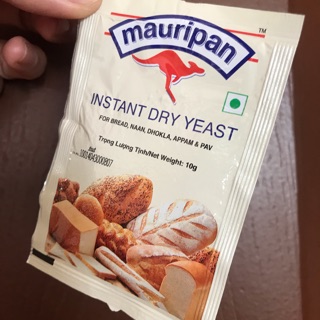 mauripan
TM
INSTANT DRY YEAST
FOR BREAD, NAAN, DHOKLA, APPAM & PAV
Trọng Lượng Tịnh/Net Weight: 10g